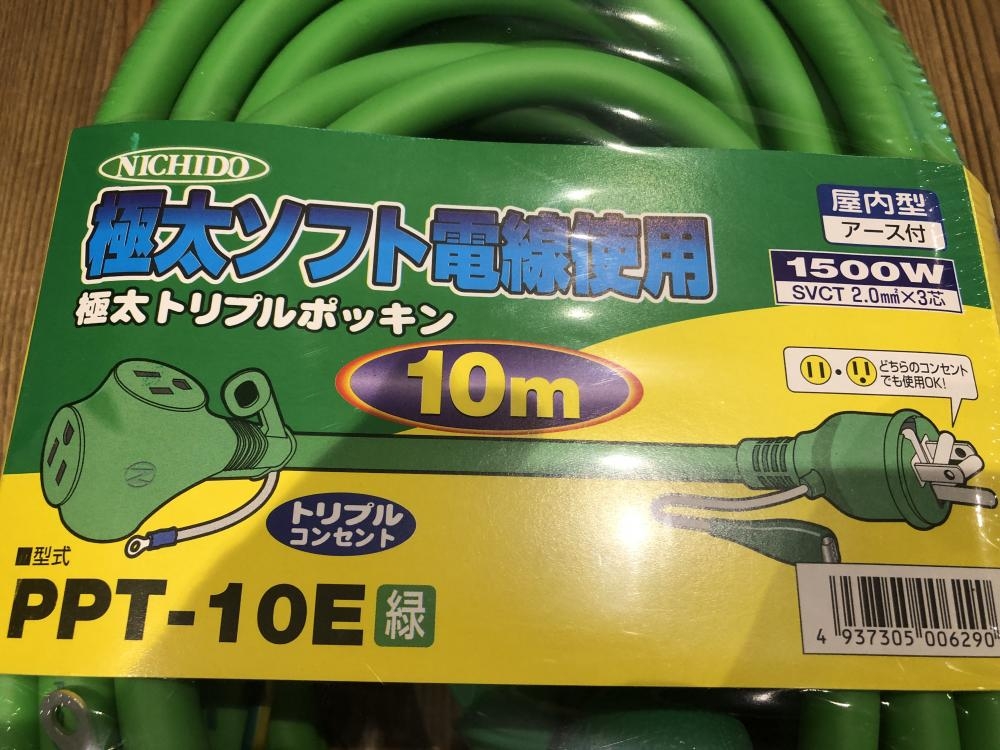 NICHIDO
極太ソフト電線使用
極太トリプルポッキン
10m
屋内型
アース付
1500W
SVCT 2.0mm²×3芯
どちらのコンセント
でも使用OK!
トリプル
コンセント
■型式
PPT-10E 緑
4 937305 006290